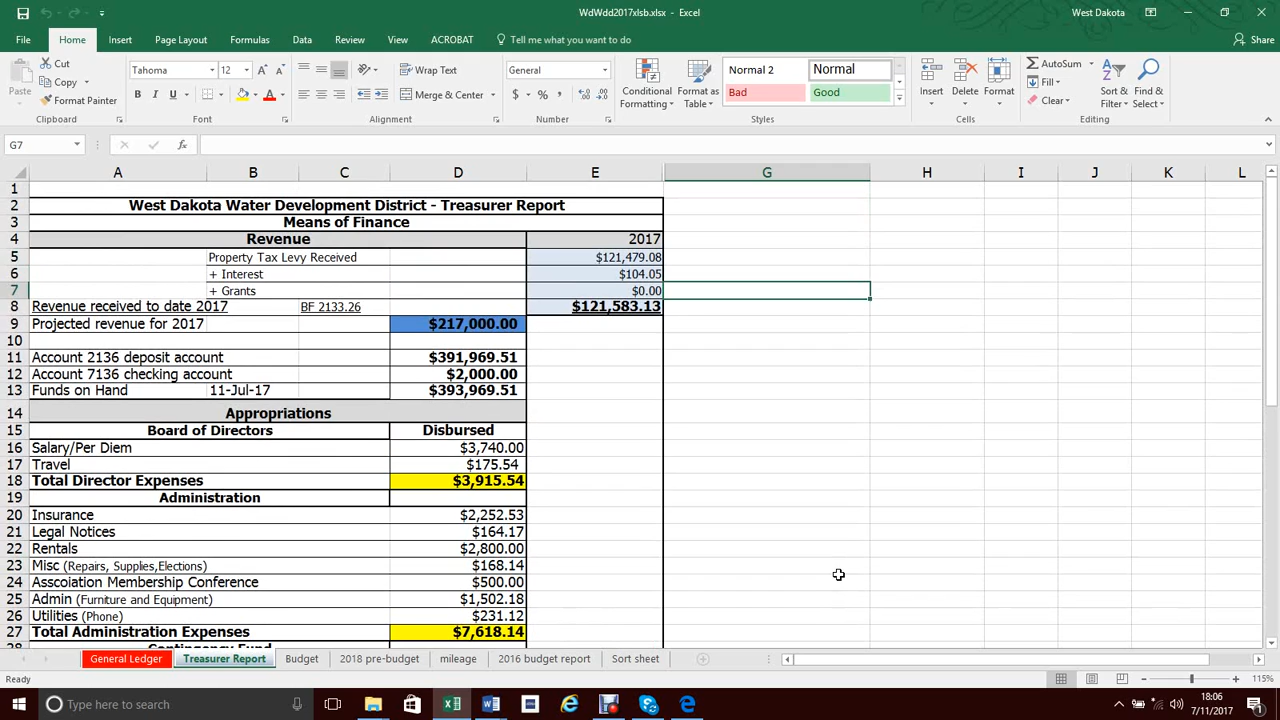 WdWdd2017xlsb.xlsx - Excel West Dakota
File Home Insert Page Layout Formulas Data Review View ACROBAT Tell me what you want to do Share
Paste Cut Copy Format Painter Clipboard
Tahoma 12 B I U Font
Wrap Text Merge & Center Alignment
General $ % , Number
Conditional Formatting Format as Table Normal 2 Normal Bad Good Styles
Insert Delete Format Cells
AutoSum Fill Clear Sort & Filter Find & Select Editing
G7 fx
A B C D E G H I J K L
1
2 West Dakota Water Development District - Treasurer Report
3 Means of Finance
4 Revenue 2017
5 Property Tax Levy Received $121,479.08
6 + Interest $104.05
7 + Grants $0.00
8 Revenue received to date 2017 BF 2133.26 $121,583.13
9 Projected revenue for 2017 $217,000.00
10
11 Account 2136 deposit account $391,969.51
12 Account 7136 checking account $2,000.00
13 Funds on Hand 11-Jul-17 $393,969.51
14 Appropriations
15 Board of Directors Disbursed
16 Salary/Per Diem $3,740.00
17 Travel $175.54
18 Total Director Expenses $3,915.54
19 Administration
20 Insurance $2,252.53
21 Legal Notices $164.17
22 Rentals $2,800.00
23 Misc (Repairs, Supplies,Elections) $168.14
24 Asscoiation Membership Conference $500.00
25 Admin (Furniture and Equipment) $1,502.18
26 Utilities (Phone) $231.12
27 Total Administration Expenses $7,618.14
28 Contingency Fund
General Ledger Treasurer Report Budget 2018 pre-budget mileage 2016 budget report Sort sheet
Ready 115%
Type here to search 18:06
7/11/2017